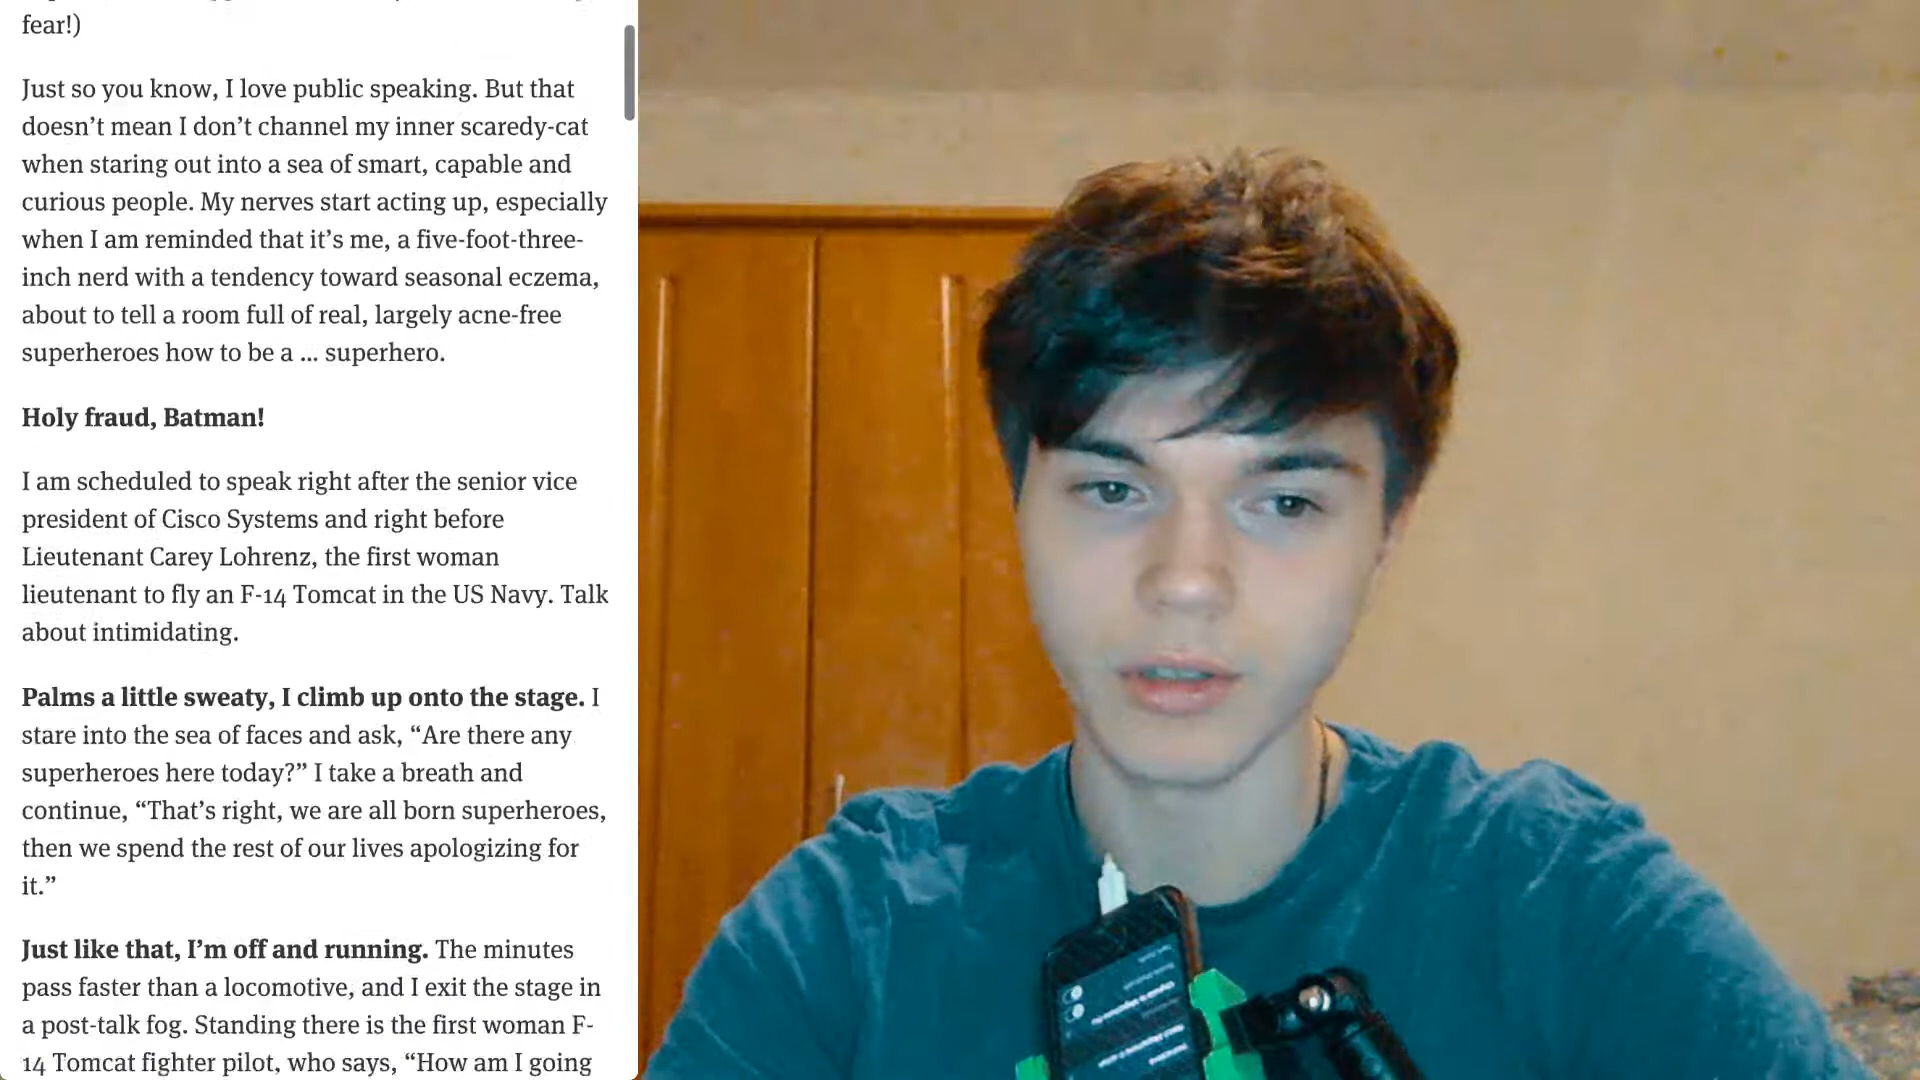 fear!)
Just so you know, I love public speaking. But that
doesn’t mean I don’t channel my inner scaredy-cat
when staring out into a sea of smart, capable and
curious people. My nerves start acting up, especially
when I am reminded that it’s me, a five-foot-three-
inch nerd with a tendency toward seasonal eczema,
about to tell a room full of real, largely acne-free
superheroes how to be a ... superhero.
Holy fraud, Batman!
I am scheduled to speak right after the senior vice
president of Cisco Systems and right before
Lieutenant Carey Lohrenz, the first woman
lieutenant to fly an F-14 Tomcat in the US Navy. Talk
about intimidating.
Palms a little sweaty, I climb up onto the stage. I
stare into the sea of faces and ask, “Are there any
superheroes here today?” I take a breath and
continue, “That’s right, we are all born superheroes,
then we spend the rest of our lives apologizing for
it.”
Just like that, I’m off and running. The minutes
pass faster than a locomotive, and I exit the stage in
a post-talk fog. Standing there is the first woman F-
14 Tomcat fighter pilot, who says, “How am I going